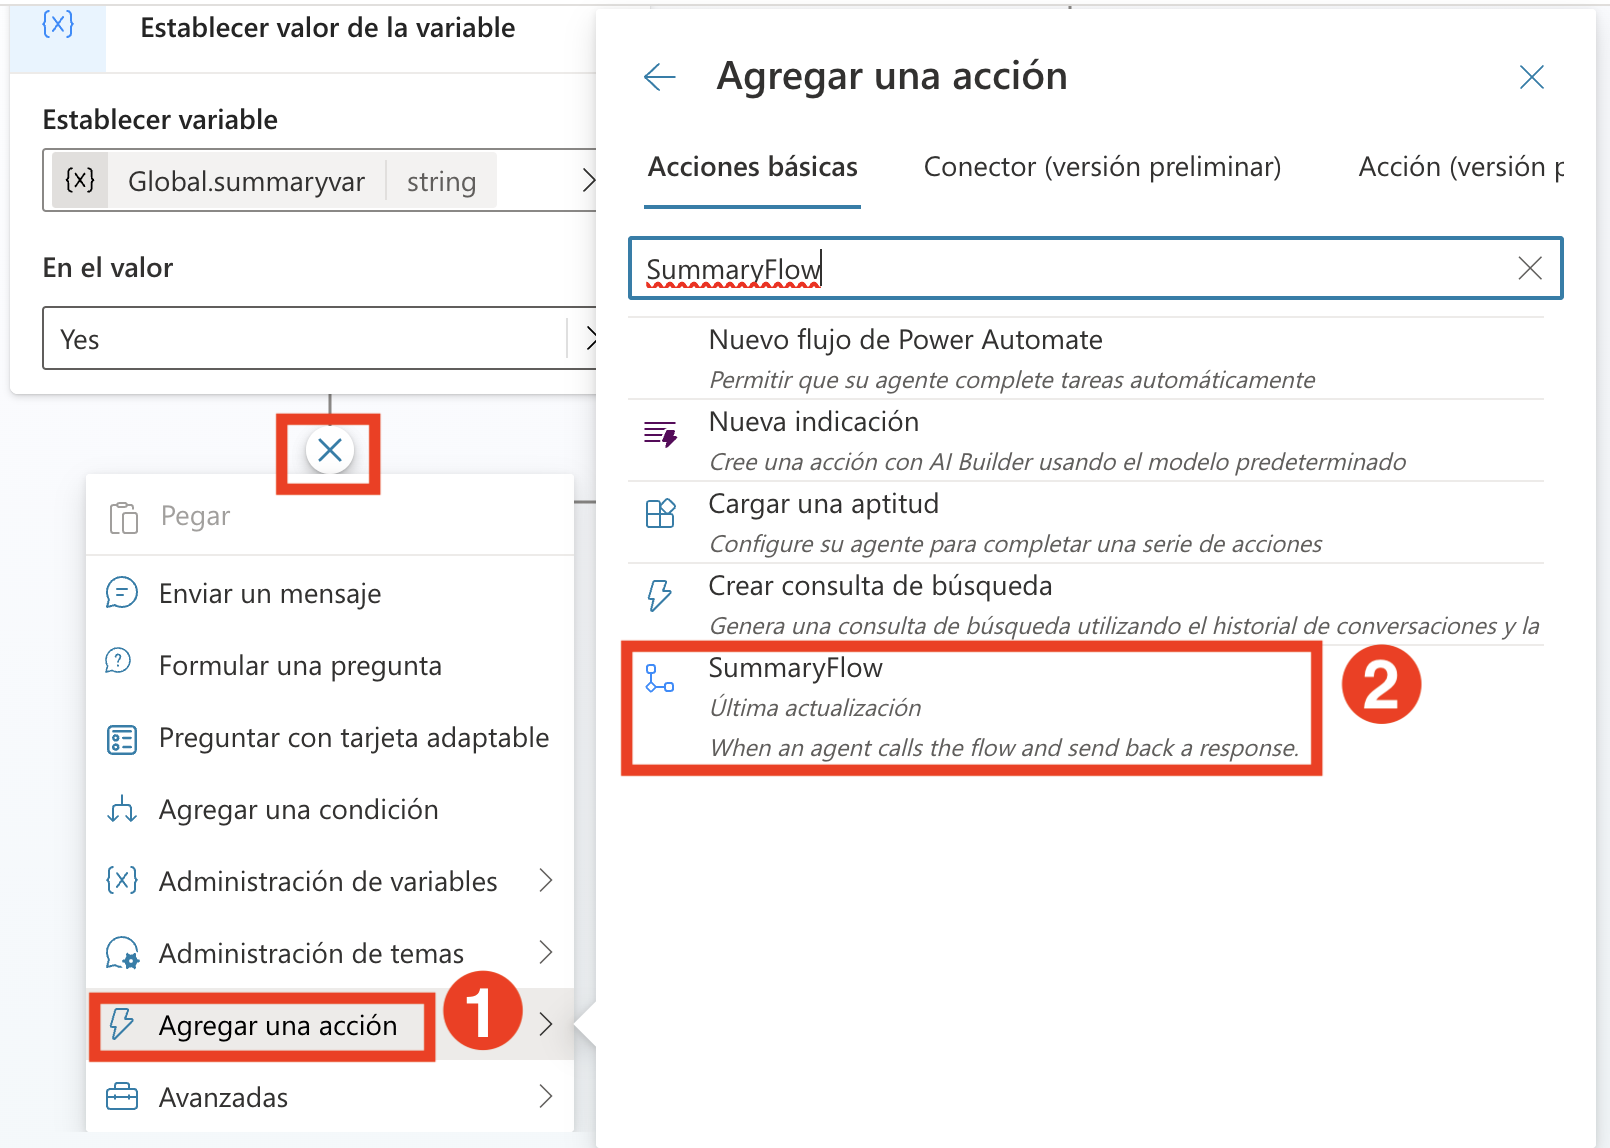 {x} Establecer valor de la variable
Establecer variable
{x} Global.summaryvar string
En el valor
Yes
Pegar
Enviar un mensaje
Formular una pregunta
Preguntar con tarjeta adaptable
Agregar una condición
{x} Administración de variables
Administración de temas
Agregar una acción
1
Avanzadas
Agregar una acción
Acciones básicas Conector (versión preliminar) Acción (versión p
SummaryFlow
Nuevo flujo de Power Automate
Permitir que su agente complete tareas automáticamente
Nueva indicación
Cree una acción con AI Builder usando el modelo predeterminado
Cargar una aptitud
Configure su agente para completar una serie de acciones
Crear consulta de búsqueda
Genera una consulta de búsqueda utilizando el historial de conversaciones y la
SummaryFlow
Última actualización
When an agent calls the flow and send back a response.
2